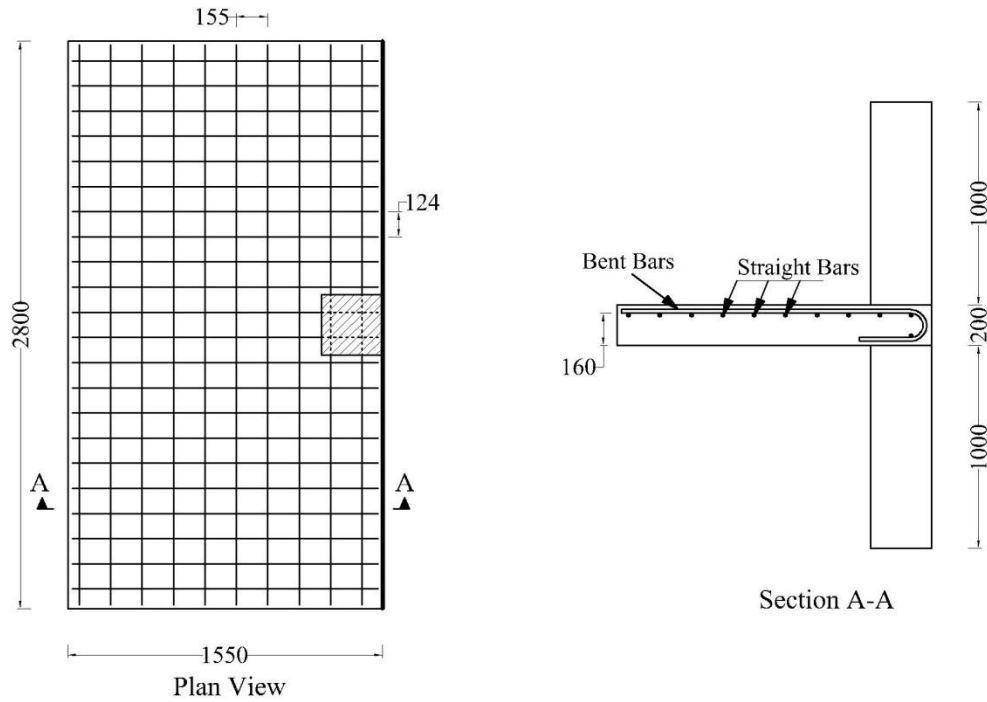 155
124
2800
A
A
1550
Plan View
Bent Bars
Straight Bars
160
1000
200
1000
Section A-A